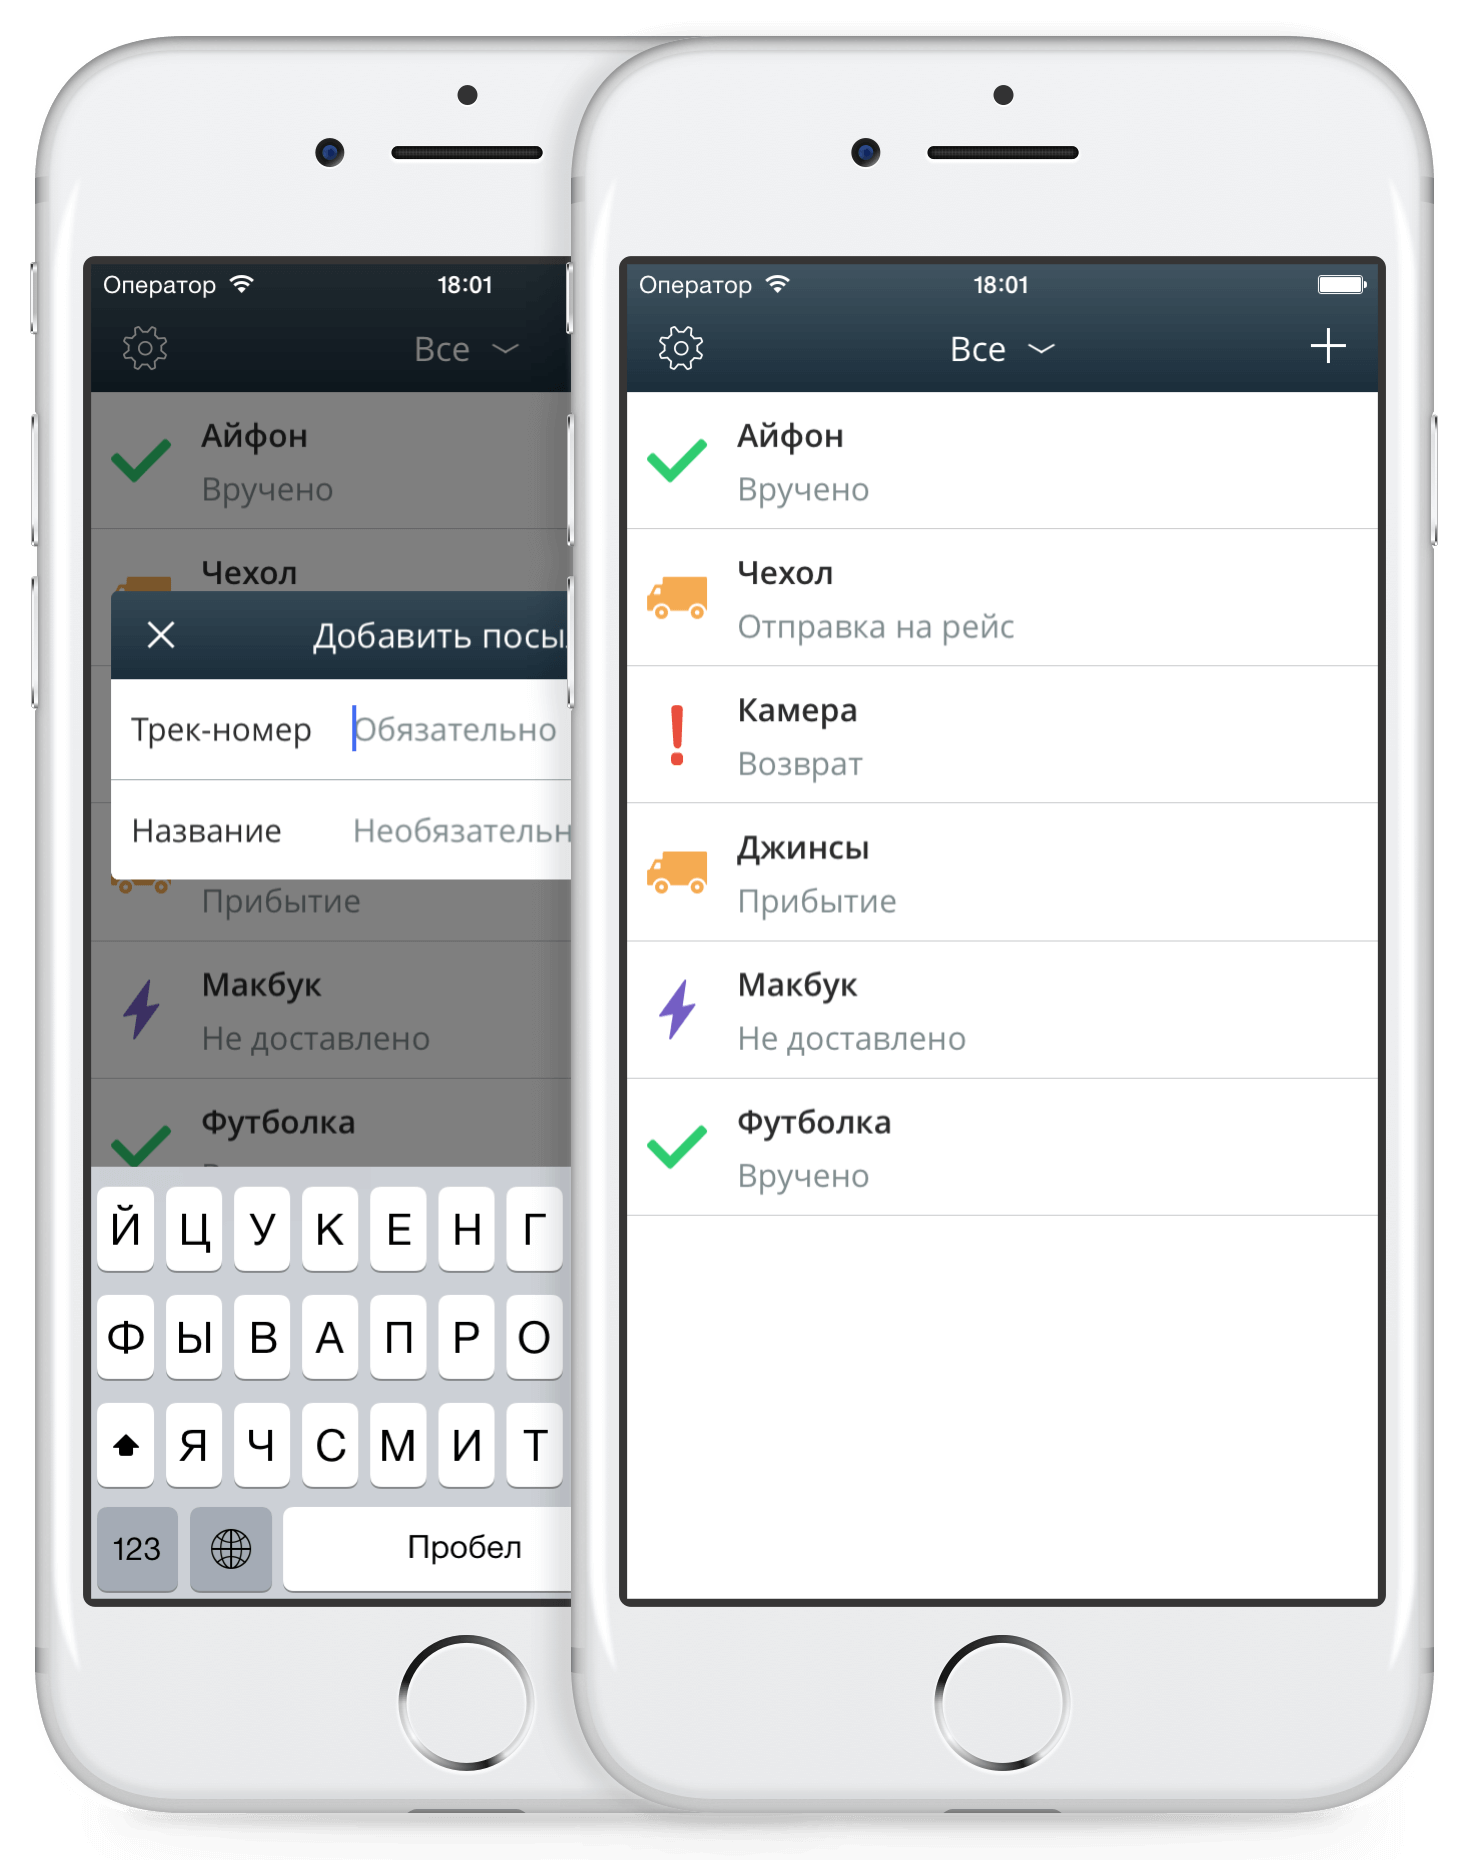 Оператор 18:01
Все
Айфон
Вручено
Чехол
Добавить
Трек-номер Обязательно
Название
Прибытие
Макбук
Не доставлено
Футболка
Й Ц У К Е Н Г
Ф Ы В А П Р О
Я Ч С М И Т
123 Пробел
Оператор 18:01
Все
Айфон
Вручено
Чехол
Отправка на рейс
Камера
Возврат
Джинсы
Прибытие
Макбук
Не доставлено
Футболка
Вручено